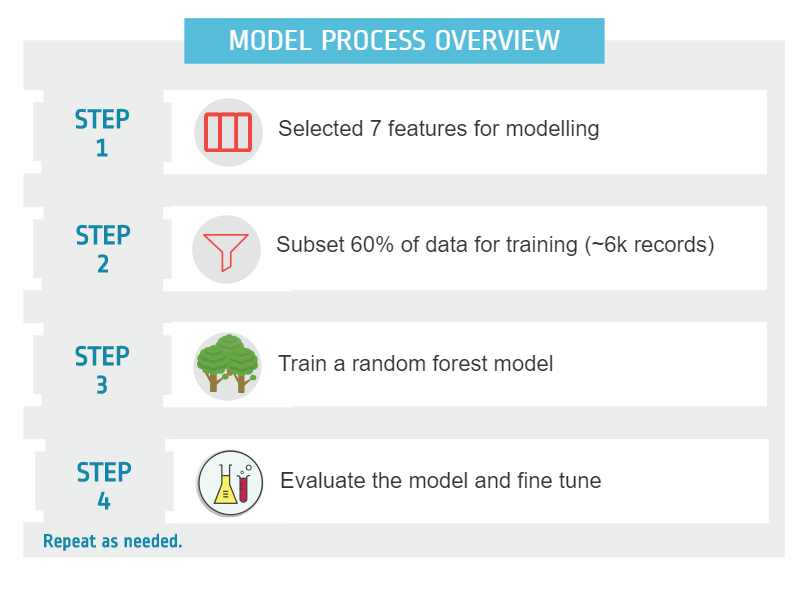 MODEL PROCESS OVERVIEW
STEP
1
Selected 7 features for modelling
STEP
2
Subset 60% of data for training (~6k records)
STEP
3
Train a random forest model
STEP
4
Evaluate the model and fine tune
Repeat as needed.